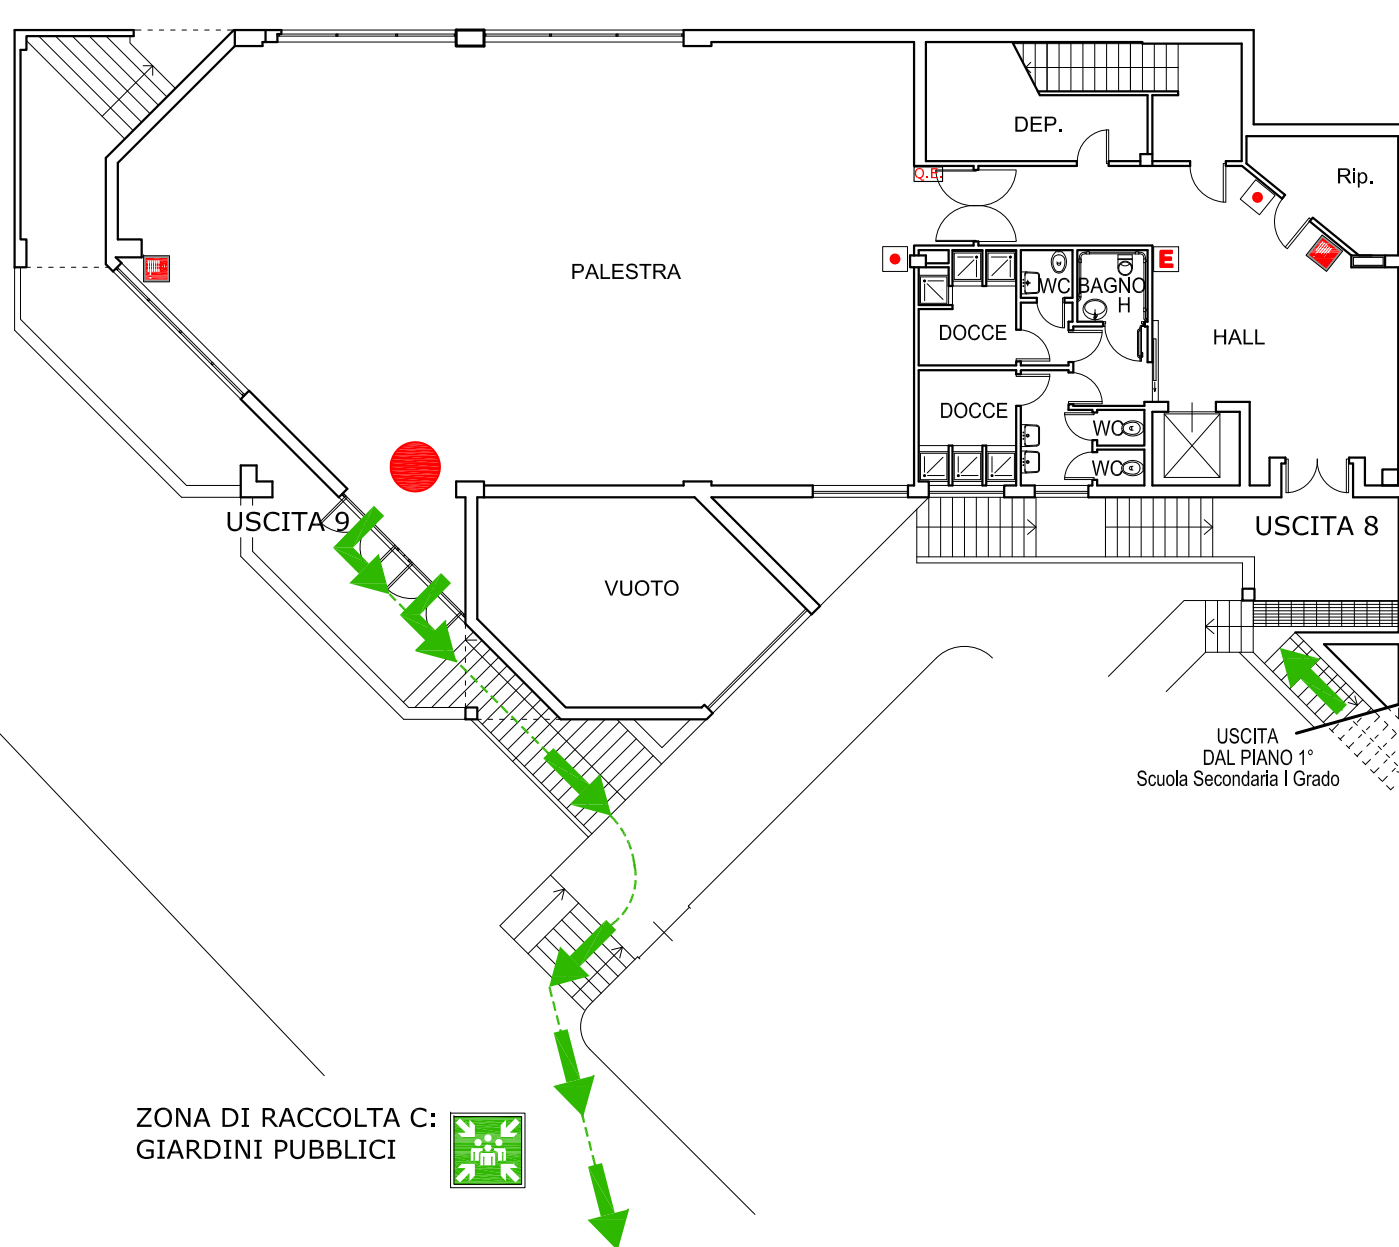 DEP.
Rip.
Q.E.
PALESTRA
WC
BAGNO
H
E
DOCCE
HALL
DOCCE
WC
WC
USCITA 9
USCITA 8
VUOTO
USCITA
DAL PIANO 1°
Scuola Secondaria I Grado
ZONA DI RACCOLTA C:
GIARDINI PUBBLICI